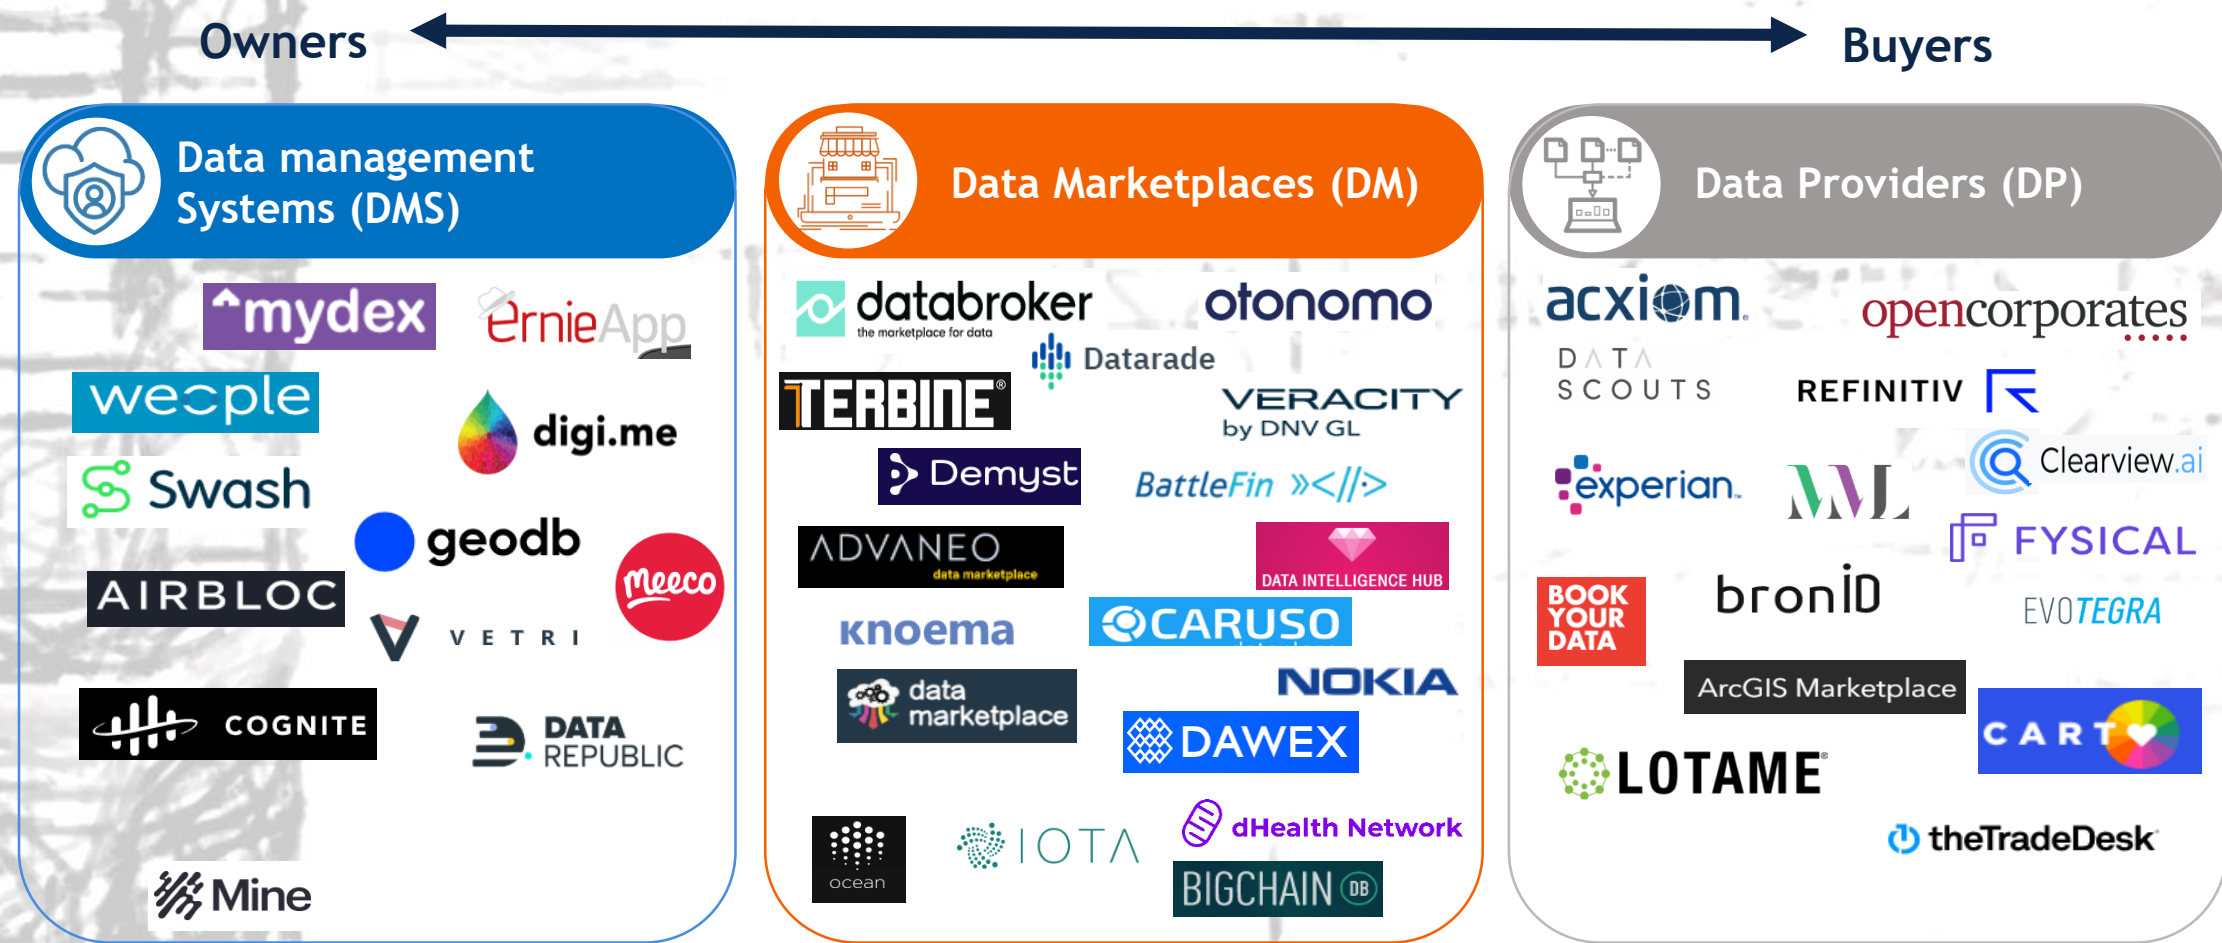 Owners
Buyers
Data management
Systems (DMS)
mydex
ernieApp
weople
digi.me
Swash
geodb
meeco
AIRBLOC
VETRI
COGNITE
DATA
REPUBLIC
Mine
Data Marketplaces (DM)
databroker
the marketplace for data
otonomo
Datarade
TERBINE®
VERACITY
by DNV GL
Demyst
BattleFin »<//>
ADVANEO
data marketplace
DATA INTELLIGENCE HUB
knoema
CARUSO
data
marketplace
NOKIA
DAWEX
ocean
IOTA
dHealth Network
BIGCHAIN DB
Data Providers (DP)
acxiom
opencorporates
DATA
SCOUTS
REFINITIV
experian™
Clearview.ai
FYSICAL
BOOK
YOUR
DATA
bronID
EVOTEGRA
ArcGIS Marketplace
CARTO
LOTAME®
theTradeDesk